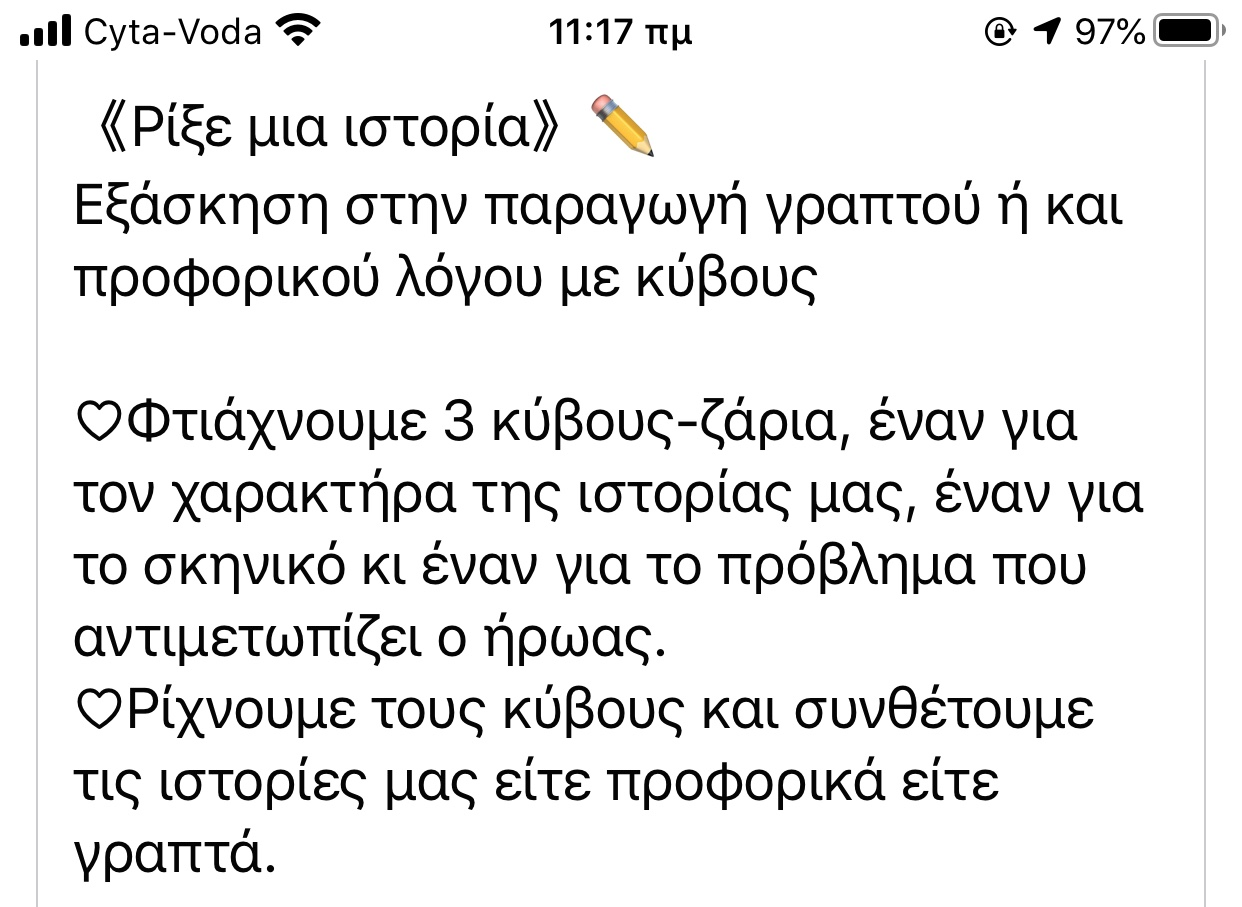 Cyta-Voda 11:17 πμ 97%
《Ρίξε μια ιστορία》 ✏️
Εξάσκηση στην παραγωγή γραπτού ή και
προφορικού λόγου με κύβους
♡Φτιάχνουμε 3 κύβους-ζάρια, έναν για
τον χαρακτήρα της ιστορίας μας, έναν για
το σκηνικό κι έναν για το πρόβλημα που
αντιμετωπίζει ο ήρωας.
♡Ρίχνουμε τους κύβους και συνθέτουμε
τις ιστορίες μας είτε προφορικά είτε
γραπτά.